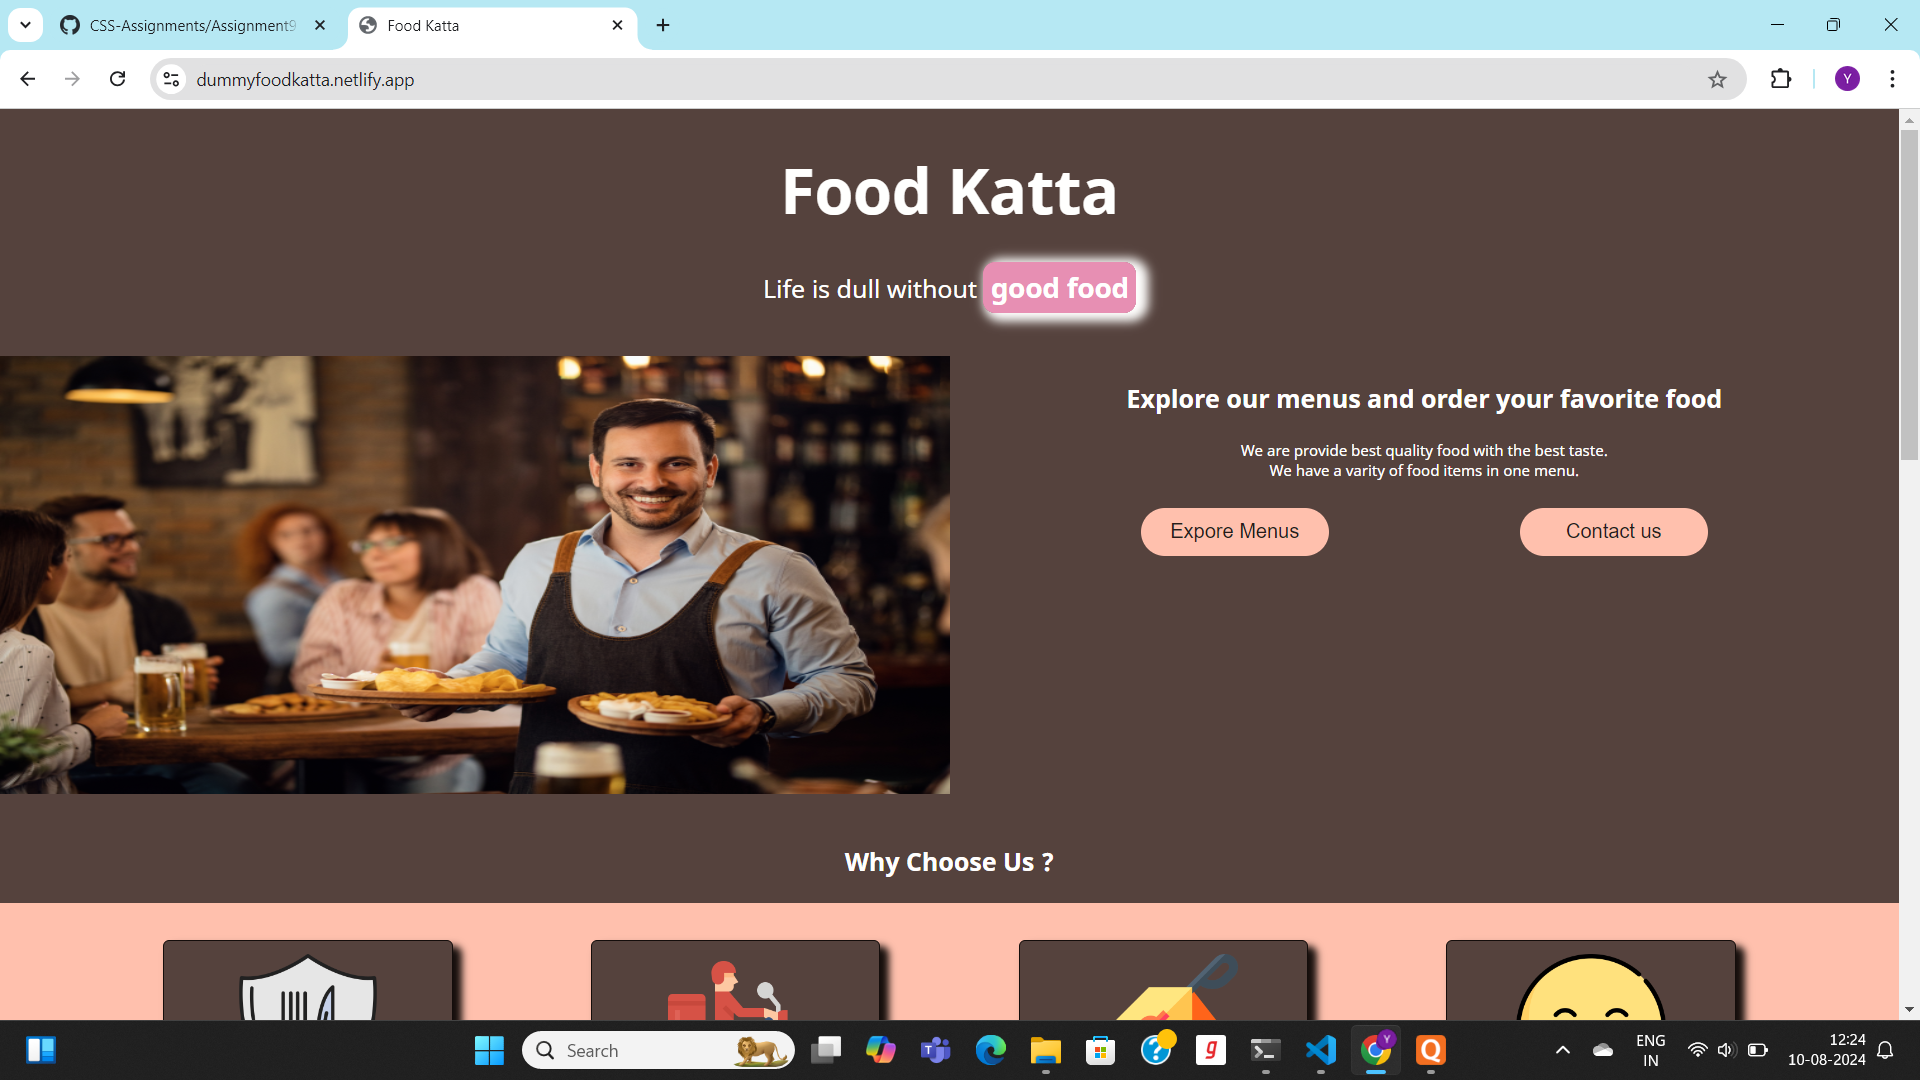 CSS-Assignments/Assignment9
Food Katta
dummyfoodkatta.netlify.app
Y
Food Katta
Life is dull without good food
Explore our menus and order your favorite food
We are provide best quality food with the best taste.
We have a varity of food items in one menu.
Expore Menus
Contact us
Why Choose Us ?
Search
ENG
IN
12:24
10-08-2024